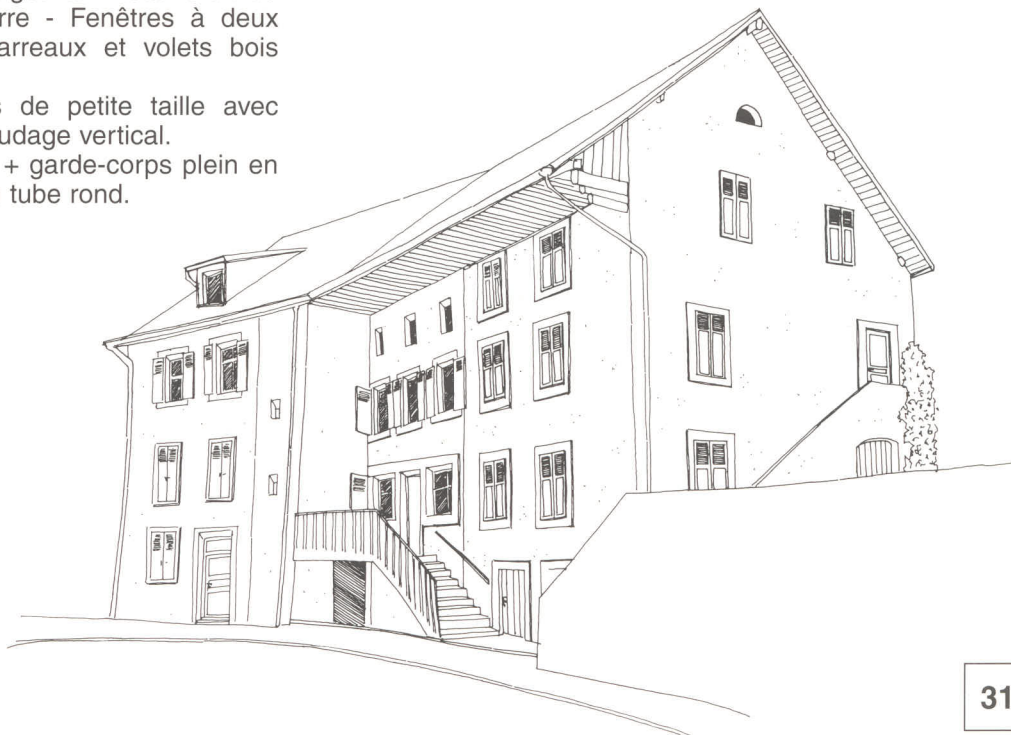 rre - Fenêtres à deux
arreaux et volets bois
de petite taille avec
udage vertical.
+ garde-corps plein en
tube rond.
31